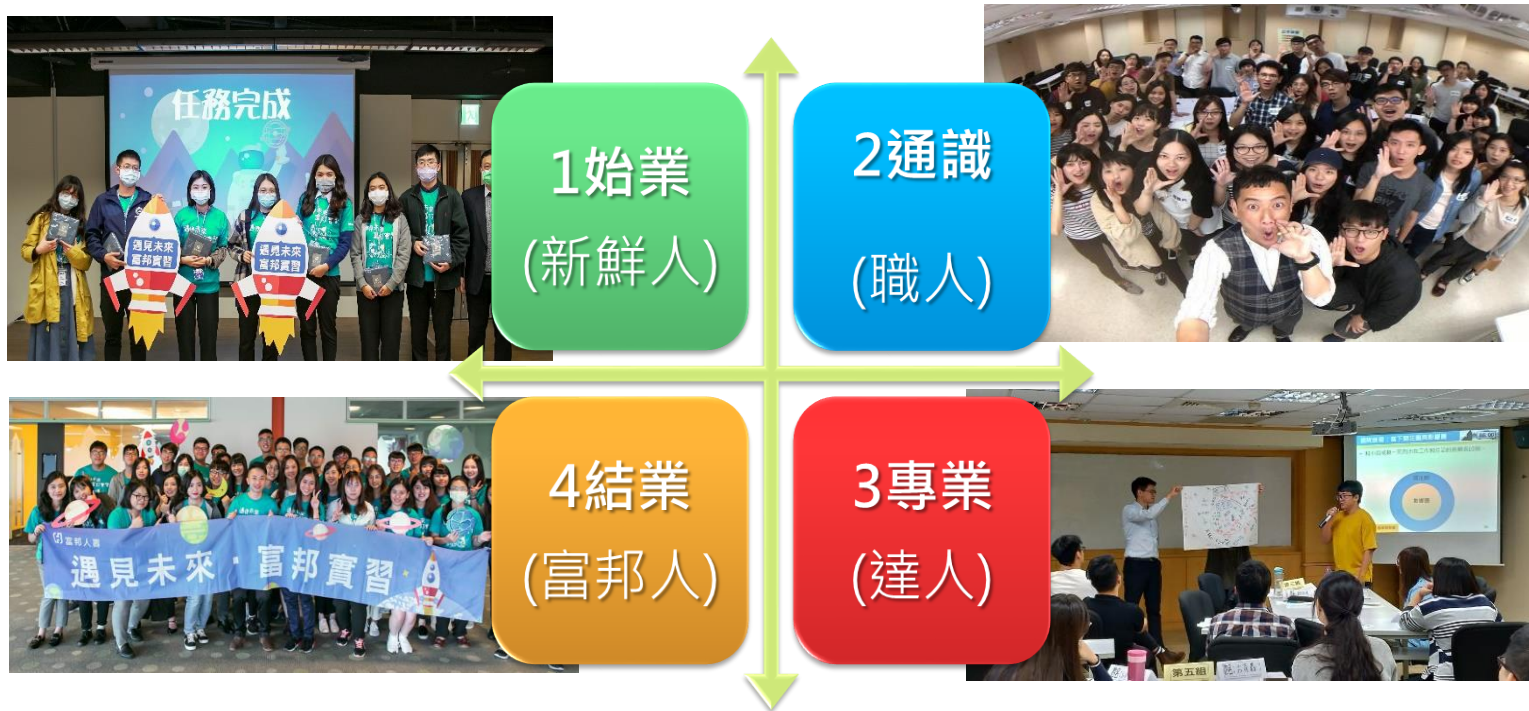 任務完成
遇見未來
富邦實習
遇見未來
富邦實習
1始業
(新鮮人)
2通識
(職人)
4結業
(富邦人)
3專業
(達人)
富邦人壽
遇見未來・富邦實習
第五組